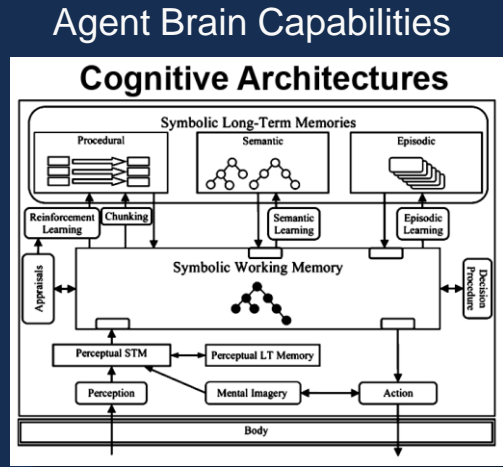 Agent Brain Capabilities
Cognitive Architectures
Symbolic Long-Term Memories
Procedural
Semantic
Episodic
Reinforcement
Learning
Chunking
Semantic
Learning
Episodic
Learning
Appraisals
Symbolic Working Memory
Decision
Procedure
Perceptual STM
Perceptual LT Memory
Perception
Mental Imagery
Action
Body